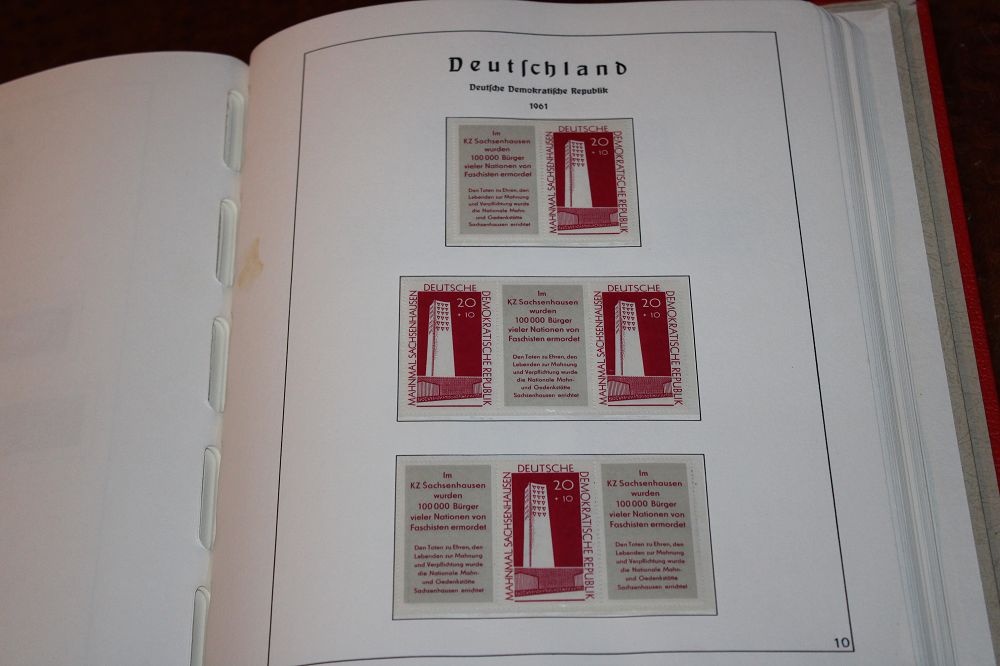 Deutſchland
Deutſche Demokratiſche Republik
1961
Im
KZ Sachsenhausen
wurden
100 000 Bürger
vieler Nationen von
Faschisten ermordet
Den Toten zu Ehren, den
Lebenden zur Mahnung
und Verpflichtung wurde
die Nationale Mahn-
und Gedenkstätte
Sachsenhausen errichtet
MAHNMAL SACHSENHAUSEN
DEUTSCHE
DEMOKRATISCHE REPUBLIK
20
+ 10
MAHNMAL SACHSENHAUSEN
DEUTSCHE
DEMOKRATISCHE REPUBLIK
20
+ 10
Im
KZ Sachsenhausen
wurden
100 000 Bürger
vieler Nationen von
Faschisten ermordet
Den Toten zu Ehren, den
Lebenden zur Mahnung
und Verpflichtung wurde
die Nationale Mahn-
und Gedenkstätte
Sachsenhausen errichtet
MAHNMAL SACHSENHAUSEN
DEUTSCHE
DEMOKRATISCHE REPUBLIK
20
+ 10
Im
KZ Sachsenhausen
wurden
100 000 Bürger
vieler Nationen von
Faschisten ermordet
Den Toten zu Ehren, den
Lebenden zur Mahnung
und Verpflichtung wurde
die Nationale Mahn-
und Gedenkstätte
Sachsenhausen errichtet
MAHNMAL SACHSENHAUSEN
DEUTSCHE
DEMOKRATISCHE REPUBLIK
20
+ 10
Im
KZ Sachsenhausen
wurden
100 000 Bürger
vieler Nationen von
Faschisten ermordet
Den Toten zu Ehren, den
Lebenden zur Mahnung
und Verpflichtung wurde
die Nationale Mahn-
und Gedenkstätte
Sachsenhausen errichtet
10